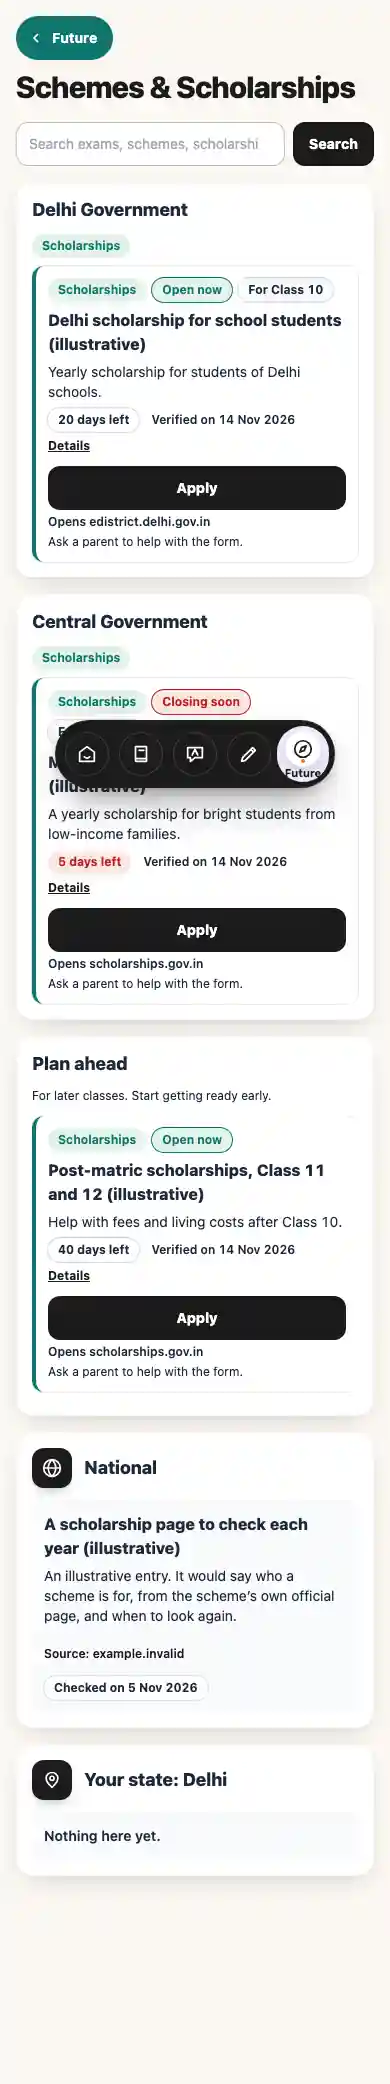 Future
Schemes & Scholarships
Search exams, schemes, scholarshi
Search
Delhi Government
Scholarships
Scholarships
Open now
For Class 10
Delhi scholarship for school students
(illustrative)
Yearly scholarship for students of Delhi
schools.
20 days left
Verified on 14 Nov 2026
Details
Apply
Opens edistrict.delhi.gov.in
Ask a parent to help with the form.
Central Government
Scholarships
Scholarships
Closing soon
Future
(illustrative)
A yearly scholarship for bright students from
low-income families.
5 days left
Verified on 14 Nov 2026
Details
Apply
Opens scholarships.gov.in
Ask a parent to help with the form.
Plan ahead
For later classes. Start getting ready early.
Scholarships
Open now
Post-matric scholarships, Class 11
and 12 (illustrative)
Help with fees and living costs after Class 10.
40 days left
Verified on 14 Nov 2026
Details
Apply
Opens scholarships.gov.in
Ask a parent to help with the form.
National
A scholarship page to check each
year (illustrative)
An illustrative entry. It would say who a
scheme is for, from the scheme's own official
page, and when to look again.
Source: example.invalid
Checked on 5 Nov 2026
Your state: Delhi
Nothing here yet.